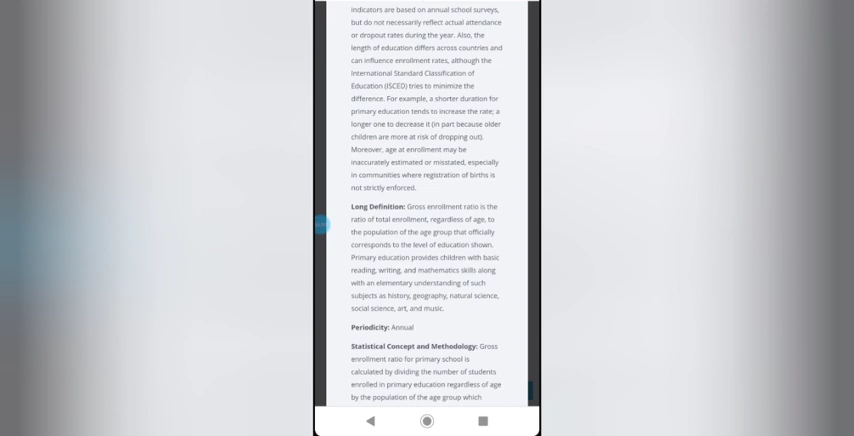 indicators are based on annual school surveys,
but do not necessarily reflect actual attendance
or dropout rates during the year. Also, the
length of education differs across countries and
can influence enrollment rates, although the
International Standard Classification of
Education (ISCED) tries to minimize the
difference. For example, a shorter duration for
primary education tends to increase the rate; a
longer one to decrease it (in part because older
children are more at risk of dropping out).
Moreover, age at enrollment may be
inaccurately estimated or misstated, especially
in communities where registration of births is
not strictly enforced.
Long Definition: Gross enrollment ratio is the
ratio of total enrollment, regardless of age, to
the population of the age group that officially
corresponds to the level of education shown.
Primary education provides children with basic
reading, writing, and mathematics skills along
with an elementary understanding of such
subjects as history, geography, natural science,
social science, art, and music.
Periodicity: Annual
Statistical Concept and Methodology: Gross
enrollment ratio for primary school is
calculated by dividing the number of students
enrolled in primary education regardless of age
by the population of the age group which